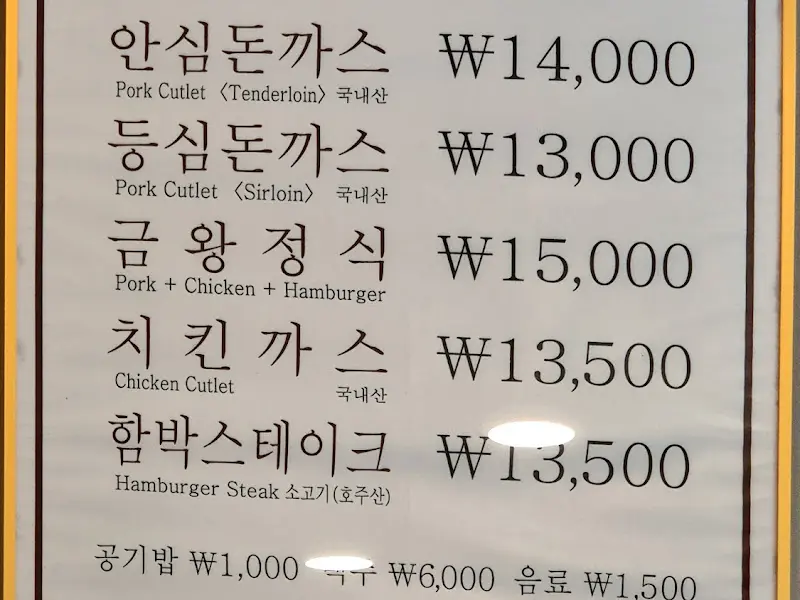 안심돈까스 ₩14,000
Pork Cutlet 〈Tenderloin〉 국내산
등심돈까스 ₩13,000
Pork Cutlet 〈Sirloin〉 국내산
금왕정식 ₩15,000
Pork + Chicken + Hamburger
치킨까스 ₩13,500
Chicken Cutlet 국내산
함박스테이크 ₩13,500
Hamburger Steak 소고기(호주산)
공기밥 ₩1,000 ₩6,000 음료 ₩1,500